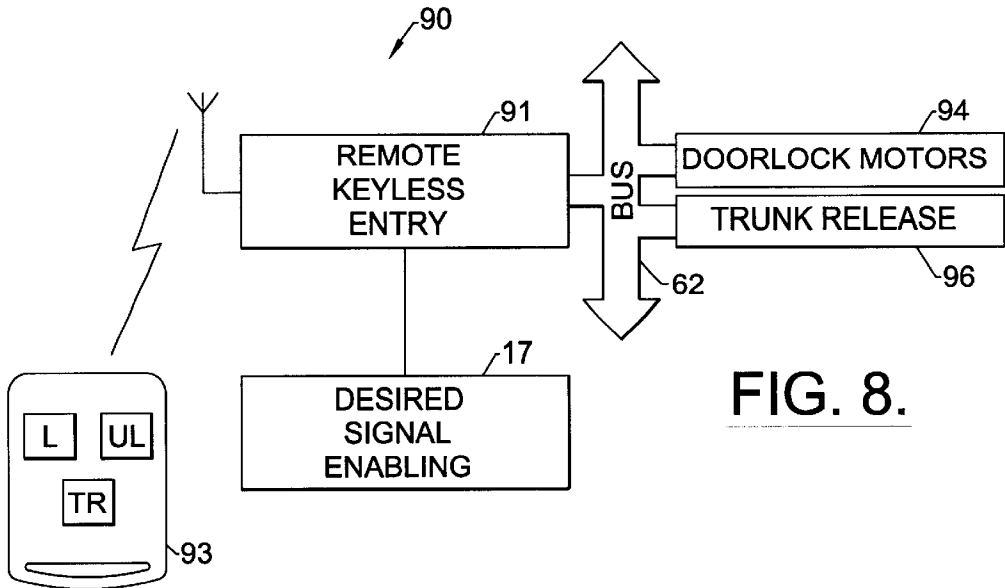 90
91
REMOTE
KEYLESS
ENTRY
BUS
94
DOORLOCK MOTORS
TRUNK RELEASE
96
62
17
DESIRED
SIGNAL
ENABLING
FIG. 8.
L UL
TR
93